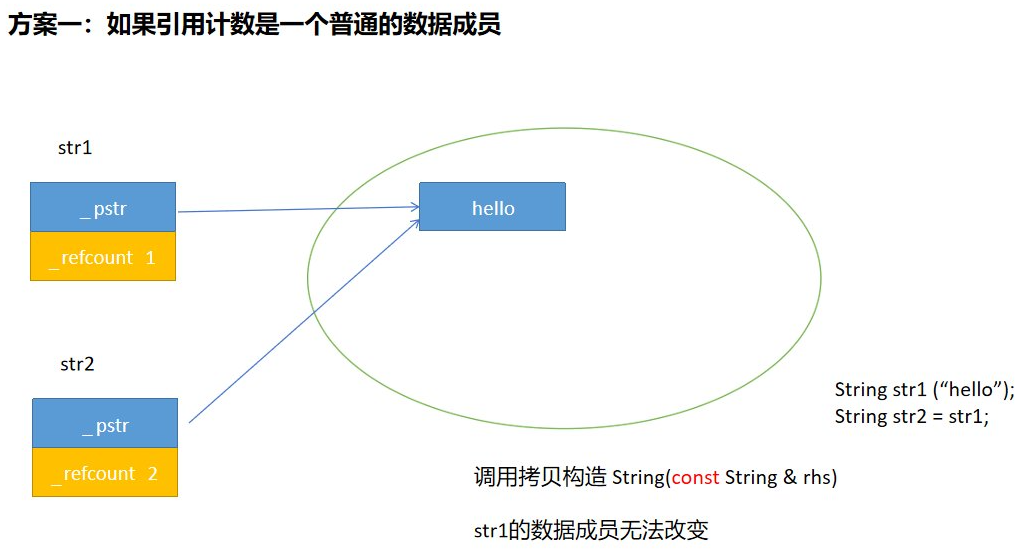 方案一：如果引用计数是一个普通的数据成员
str1
_pstr
hello
_refcount 1
str2
_pstr
_refcount 2
String str1 (“hello”);
String str2 = str1;
调用拷贝构造 String(const String & rhs)
str1的数据成员无法改变